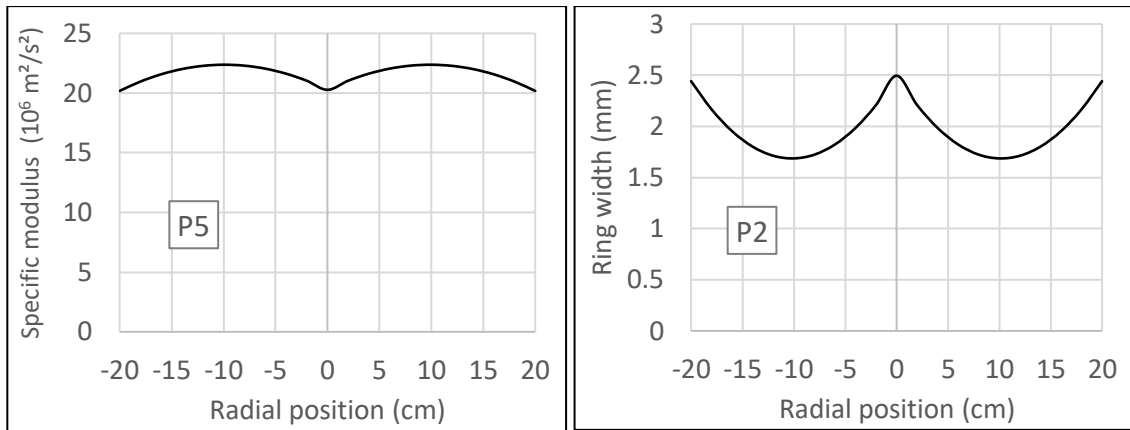 Specific modulus (10⁶ m²/s²)
25
20
15
10
5
0
P5
-20 -15 -10 -5 0 5 10 15 20
Radial position (cm)
Ring width (mm)
3
2.5
2
1.5
1
0.5
0
P2
-20 -15 -10 -5 0 5 10 15 20
Radial position (cm)